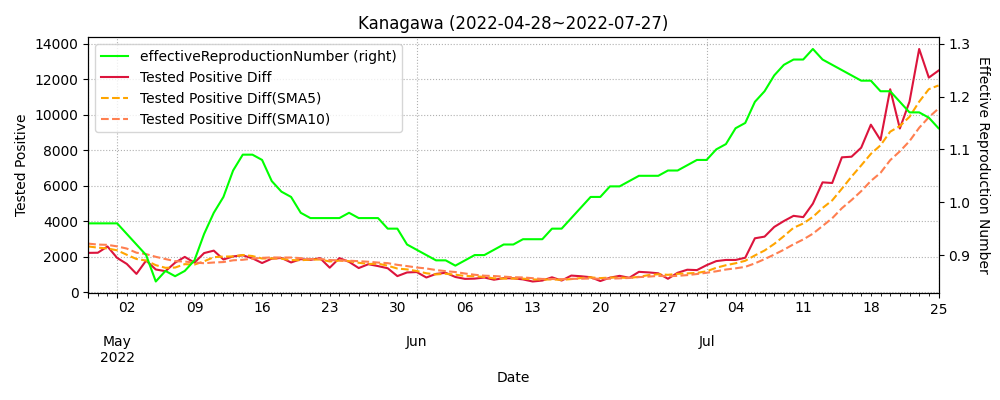 Kanagawa (2022-04-28~2022-07-27)
effectiveReproductionNumber (right)
Tested Positive Diff
Tested Positive Diff(SMA5)
Tested Positive Diff(SMA10)
Tested Positive
14000
12000
10000
8000
6000
4000
2000
0
1.3
1.2
1.1
1.0
0.9
Effective Reproduction Number
02 09 16 23 30 06 13 20 27 04 11 18 25
May Jun Jul
2022
Date